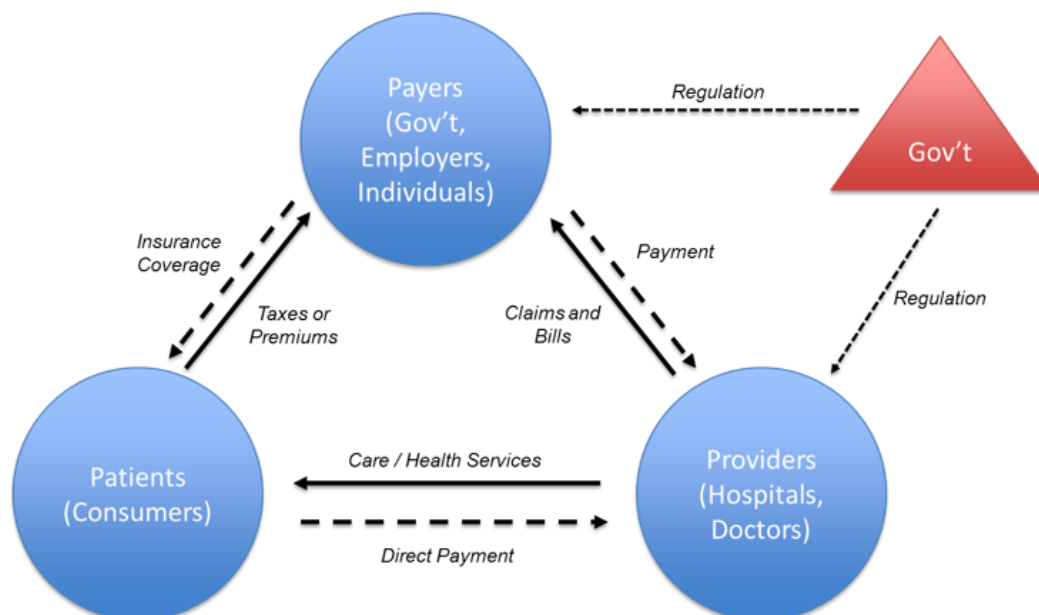 Payers
(Gov't,
Employers,
Individuals)
Regulation
Gov't
Insurance
Coverage
Taxes or
Premiums
Payment
Claims and
Bills
Regulation
Patients
(Consumers)
Care / Health Services
Direct Payment
Providers
(Hospitals,
Doctors)